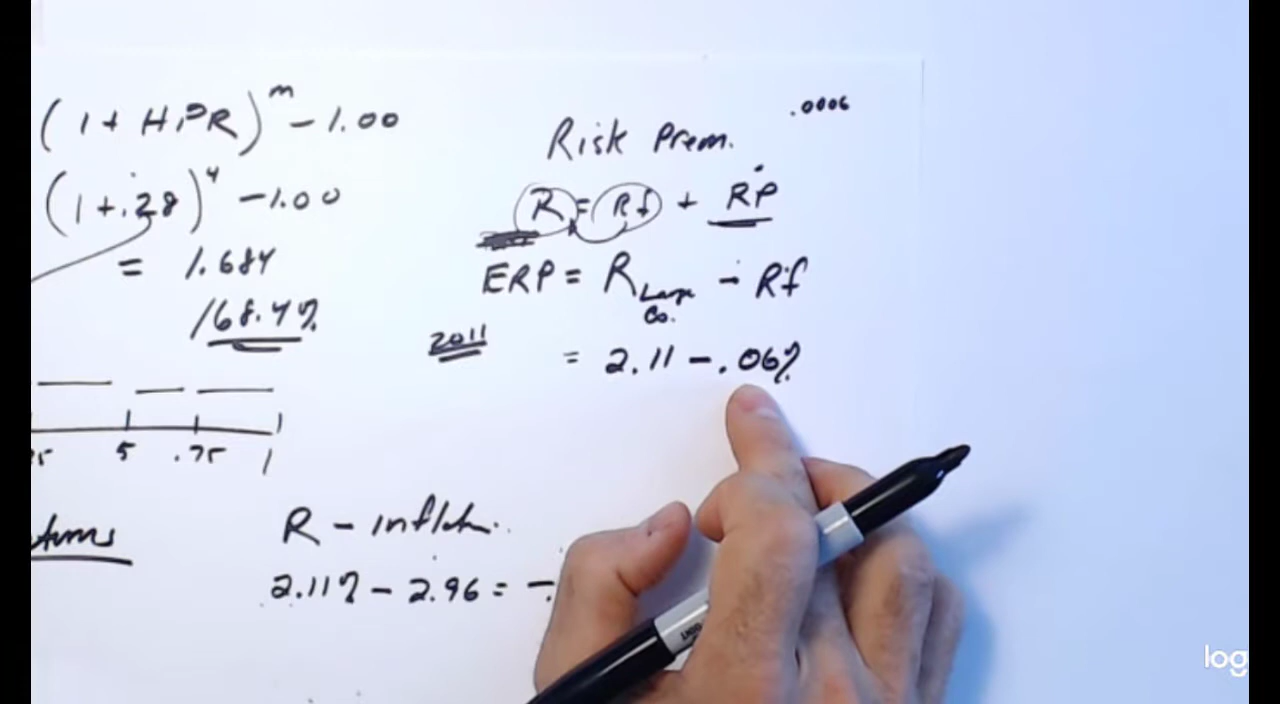 (1 + HPR)^m - 1.00
(1 + .28)^4 - 1.00
= 1.684
168.4%
.5 .75 1
.0006
Risk Prem.
R = Rf + RP
ERP = R Large Co. - Rf
2011 = 2.11 - .06%
R - Inflatn.
2.11% - 2.96 = -.
log